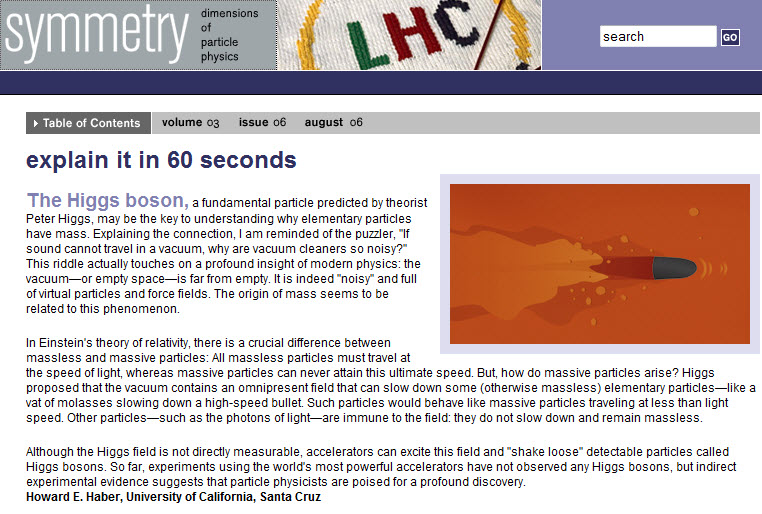 symmetry
dimensions
of
particle
physics
LHC
search
GO
Table of Contents
volume 03 issue 06 august 06
explain it in 60 seconds
The Higgs boson, a fundamental particle predicted by theorist
Peter Higgs, may be the key to understanding why elementary particles
have mass. Explaining the connection, I am reminded of the puzzler, "If
sound cannot travel in a vacuum, why are vacuum cleaners so noisy?"
This riddle actually touches on a profound insight of modern physics: the
vacuum—or empty space—is far from empty. It is indeed "noisy" and full
of virtual particles and force fields. The origin of mass seems to be
related to this phenomenon.
In Einstein's theory of relativity, there is a crucial difference between
massless and massive particles: All massless particles must travel at
the speed of light, whereas massive particles can never attain this ultimate speed. But, how do massive particles arise? Higgs
proposed that the vacuum contains an omnipresent field that can slow down some (otherwise massless) elementary particles—like a
vat of molasses slowing down a high-speed bullet. Such particles would behave like massive particles traveling at less than light
speed. Other particles—such as the photons of light—are immune to the field: they do not slow down and remain massless.
Although the Higgs field is not directly measurable, accelerators can excite this field and "shake loose" detectable particles called
Higgs bosons. So far, experiments using the world's most powerful accelerators have not observed any Higgs bosons, but indirect
experimental evidence suggests that particle physicists are poised for a profound discovery.
Howard E. Haber, University of California, Santa Cruz